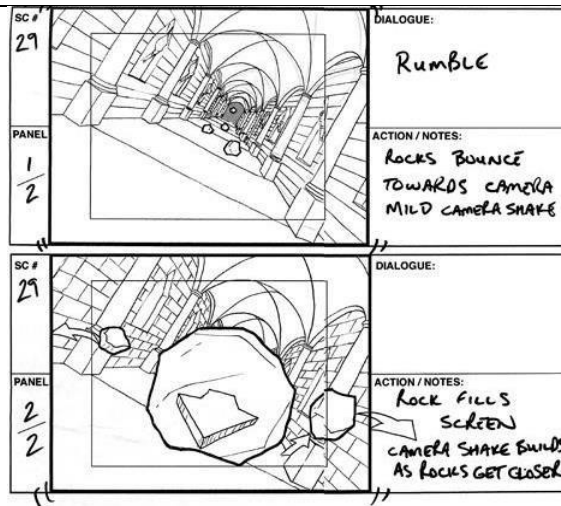 SC #
29
DIALOGUE:
RUMBLE
PANEL
1
2
ACTION / NOTES:
ROCKS BOUNCE
TOWARDS CAMERA
MILD CAMERA SHAKE
SC #
29
DIALOGUE:
PANEL
2
2
ACTION / NOTES:
ROCK FILLS
SCREEN
CAMERA SHAKE BUILDS
AS ROCKS GET CLOSER